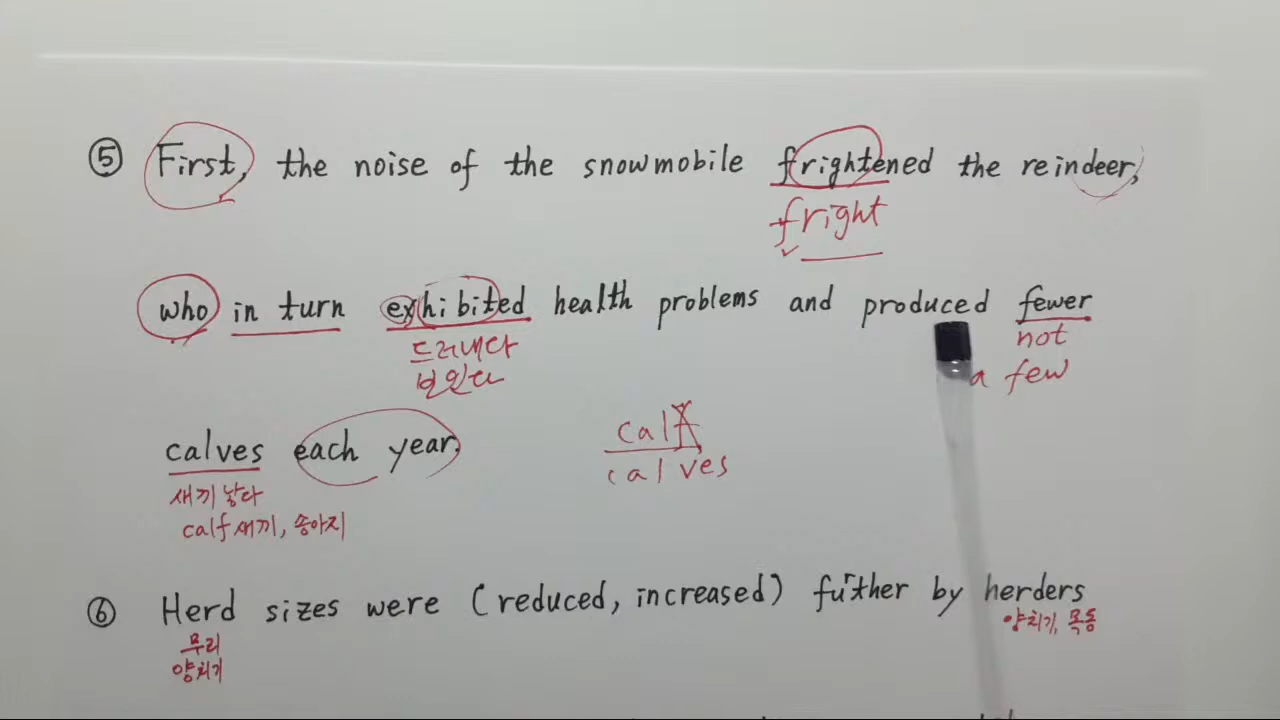 ⑤ First, the noise of the snowmobile frightened the reindeer,
fright
who in turn exhibited health problems and produced fewer
드러내다 not
보인다 a few
calves each year. calf
calves
새끼 낳다
calf 새끼, 송아지
⑥ Herd sizes were (reduced, increased) further by herders
무리 양치기, 목동
양치기